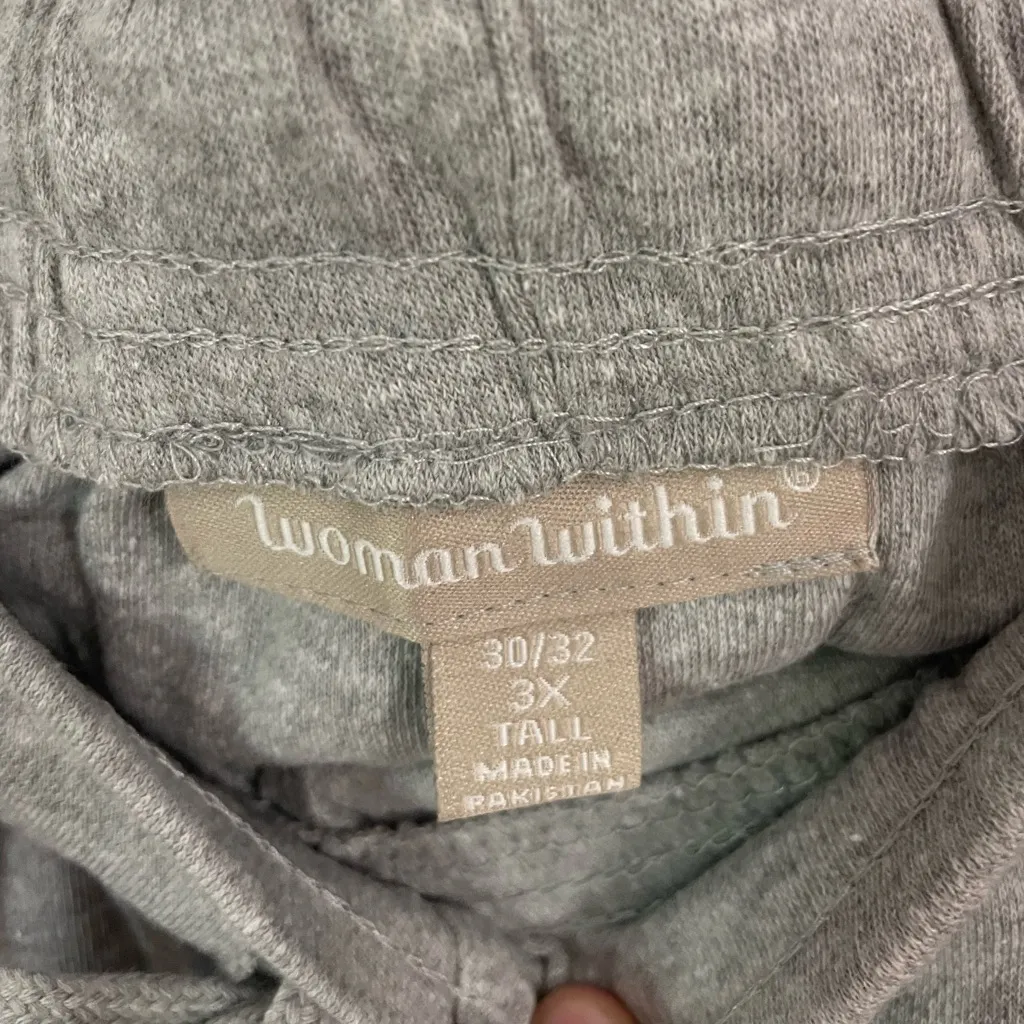 Woman Within®
30/32
3X
TALL
MADE IN
PAKISTAN